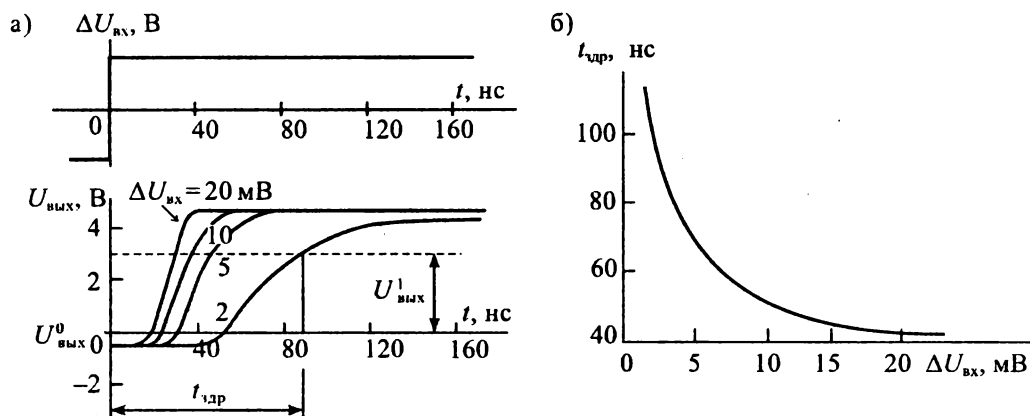 а)
ΔUвх, В
t, нс
0 40 80 120 160
Uвых, В
ΔUвх = 20 мВ
4
10
5
2
2
U¹вых
t, нс
U⁰вых
0 40 80 120 160
−2
tздр
б)
tздр, нс
100
80
60
40
0 5 10 15 20 ΔUвх, мВ